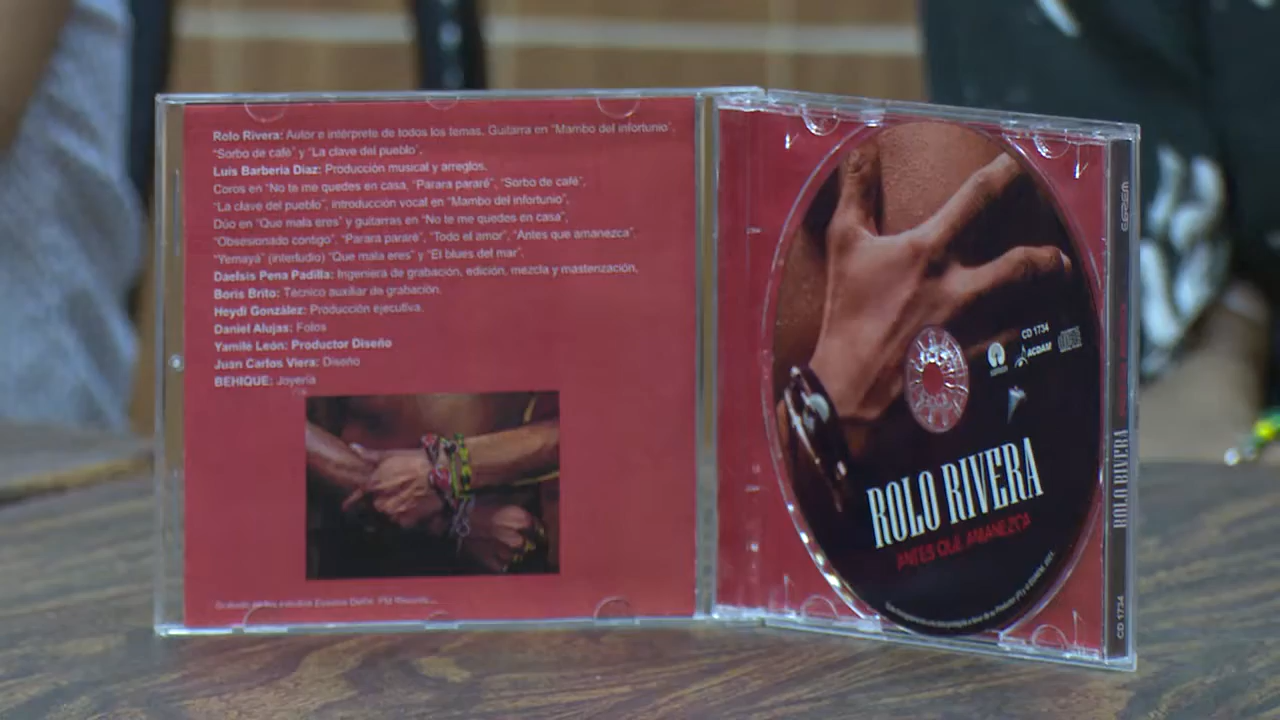 Rolo Rivera: Autor e intérprete de todos los temas. Guitarra en "Mambo del infortunio",
"Sorbo de café" y "La clave del pueblo".
Luis Barbería Díaz: Producción musical y arreglos.
Coros en "No te me quedes en casa, "Parara pararé", "Sorbo de café",
"La clave del pueblo", introducción vocal en "Mambo del infortunio",
Dúo en "Que mala eres" y guitarras en "No te me quedes en casa",
"Obsesionado contigo", "Parara pararé", "Todo el amor", "Antes que amanezca",
"Yemayá" (interludio) "Que mala eres" y "El blues del mar".
Daelsis Pena Padilla: Ingeniera de grabación, edición, mezcla y masterización.
Boris Brito: Técnico auxiliar de grabación.
Heydi González: Producción ejecutiva.
Daniel Alujas: Fotos
Yamilé León: Productor Diseño
Juan Carlos Viera: Diseño
BEHIQUE: Joyería
CD 1734
ACDAM
ROLO RIVERA
ANTES QUE AMANEZCA
EGREM
ROLO RIVERA
CD 1734